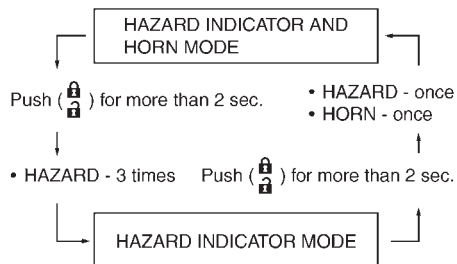 HAZARD INDICATOR AND
HORN MODE
Push ( ) for more than 2 sec.
• HAZARD - once
• HORN - once
• HAZARD - 3 times
Push ( ) for more than 2 sec.
HAZARD INDICATOR MODE